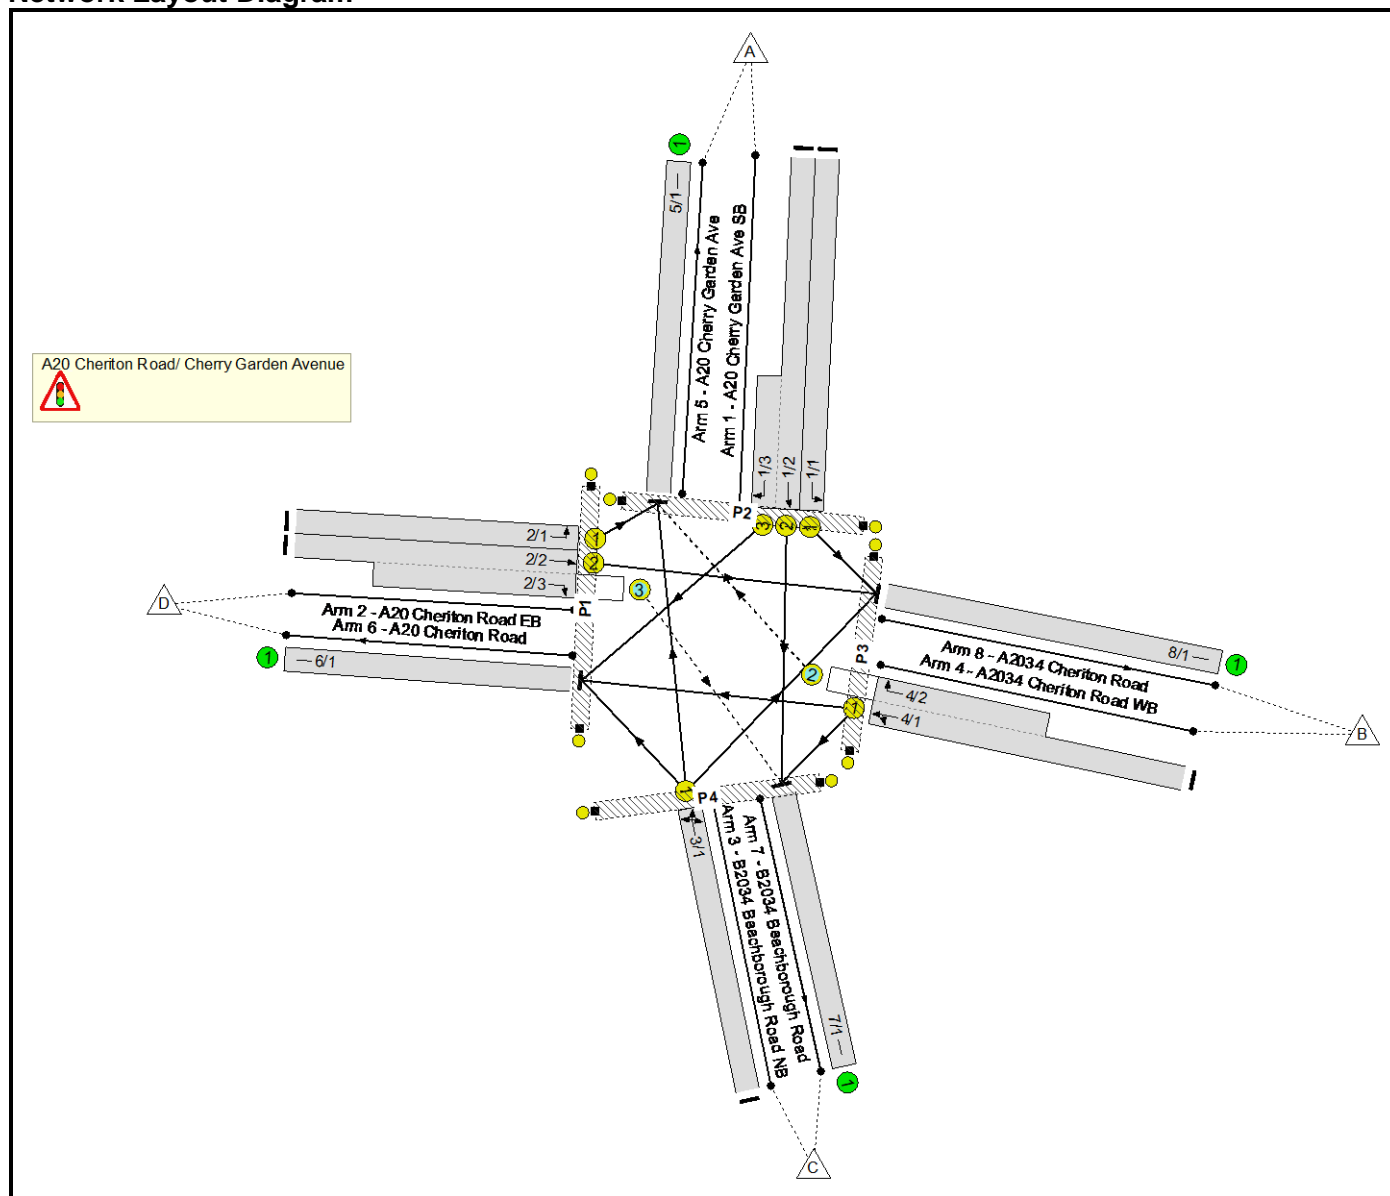 Network Layout Diagram
A
1
5/1
Arm 5 - A20 Cherry Garden Ave
Arm 1 - A20 Cherry Garden Ave SB
A20 Cheriton Road/ Cherry Garden Avenue
1/3
1/2
1/1
P2
3
2
1
2/1
1
2/2
2
2/3
3
P1
D
Arm 2 - A20 Cheriton Road EB
Arm 6 - A20 Cheriton Road
1
6/1
P3
8/1
1
Arm 8 - A2034 Cheriton Road
Arm 4 - A2034 Cheriton Road WB
2
4/2
4/1
1
B
1
P4
3/1
Arm 7 - B2034 Beachborough Road
Arm 3 - B2034 Beachborough Road NB
7/1
1
C